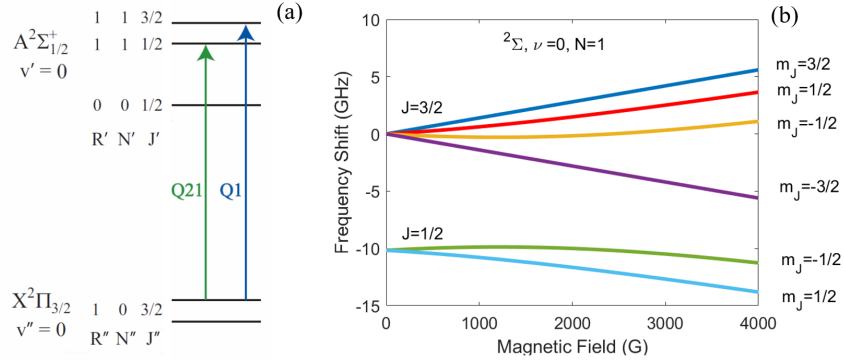 (a)
R′ N′ J′
A²Σ⁺₁/₂
v′ = 0
1 1 3/2
1 1 1/2
0 0 1/2
Q21
Q1
X²Π₃/₂
v″ = 0
1 0 3/2
R″ N″ J″
(b)
²Σ, ν =0, N=1
Frequency Shift (GHz)
10
5
0
-5
-10
-15
J=3/2
J=1/2
m_J=3/2
m_J=1/2
m_J=-1/2
m_J=-3/2
m_J=-1/2
m_J=1/2
0 1000 2000 3000 4000
Magnetic Field (G)